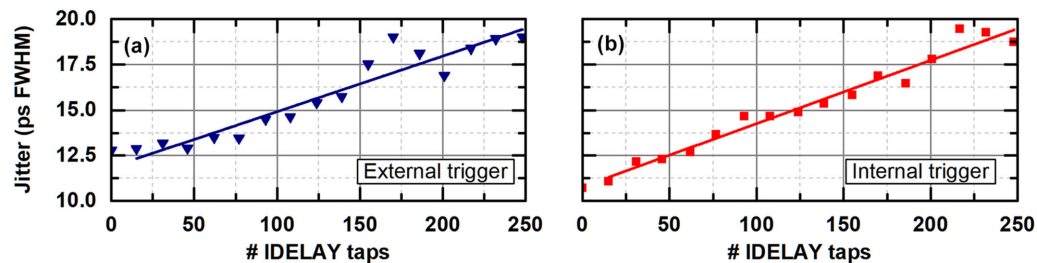 Jitter (ps FWHM)
20.0
17.5
15.0
12.5
10.0
(a)
External trigger
0 50 100 150 200 250
# IDELAY taps
(b)
Internal trigger
0 50 100 150 200 250
# IDELAY taps